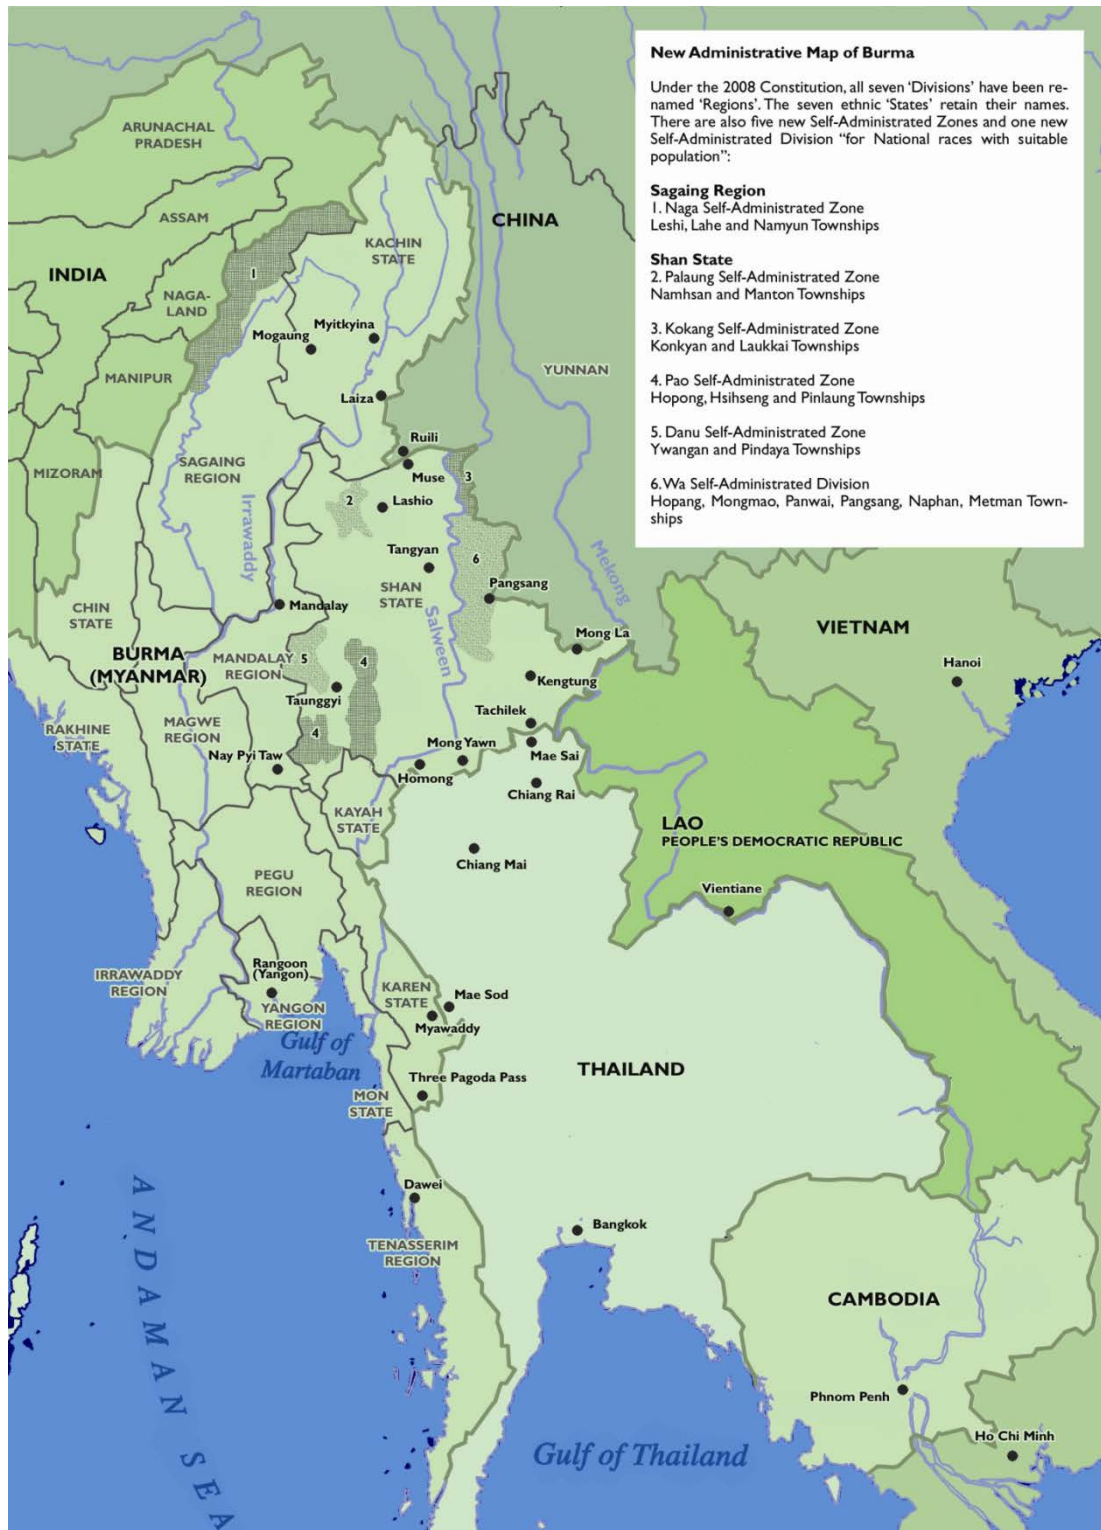 New Administrative Map of Burma
Under the 2008 Constitution, all seven 'Divisions' have been re-
named 'Regions'. The seven ethnic 'States' retain their names.
There are also five new Self-Administrated Zones and one new
Self-Administrated Division "for National races with suitable
population":
Sagaing Region
1. Naga Self-Administrated Zone
Leshi, Lahe and Namyun Townships
Shan State
2. Palaung Self-Administrated Zone
Namhsan and Manton Townships
3. Kokang Self-Administrated Zone
Konkyan and Laukkai Townships
4. Pao Self-Administrated Zone
Hopong, Hsihseng and Pinlaung Townships
5. Danu Self-Administrated Zone
Ywangan and Pindaya Townships
6. Wa Self-Administrated Division
Hopang, Mongmao, Panwai, Pangsang, Naphan, Metman Town-
ships
ARUNACHAL
PRADESH
ASSAM
CHINA
KACHIN
STATE
INDIA
1
NAGA-
LAND
Myitkyina
Mogaung
MANIPUR
YUNNAN
Laiza
Ruili
Muse
SAGAING
REGION
MIZORAM
3
2
Lashio
Irrawaddy
Tangyan
6
Mekong
SHAN
STATE
Pangsang
Mandalay
CHIN
STATE
Salween
VIETNAM
Mong La
BURMA
(MYANMAR)
MANDALAY
REGION
5
4
Hanoi
Kengtung
Taunggyi
Tachilek
RAKHINE
STATE
MAGWE
REGION
4
Mong Yawn
Nay Pyi Taw
Mae Sai
Homong
Chiang Rai
KAYAH
STATE
LAO
PEOPLE'S DEMOCRATIC REPUBLIC
Chiang Mai
PEGU
REGION
Vientiane
Rangoon
(Yangon)
IRRAWADDY
REGION
KAREN
STATE
Mae Sod
YANGON
REGION
Myawaddy
Gulf of
Martaban
THAILAND
Three Pagoda Pass
MON
STATE
Dawei
Bangkok
TENASSERIM
REGION
ANDAMAN SEA
CAMBODIA
Phnom Penh
Ho Chi Minh
Gulf of Thailand